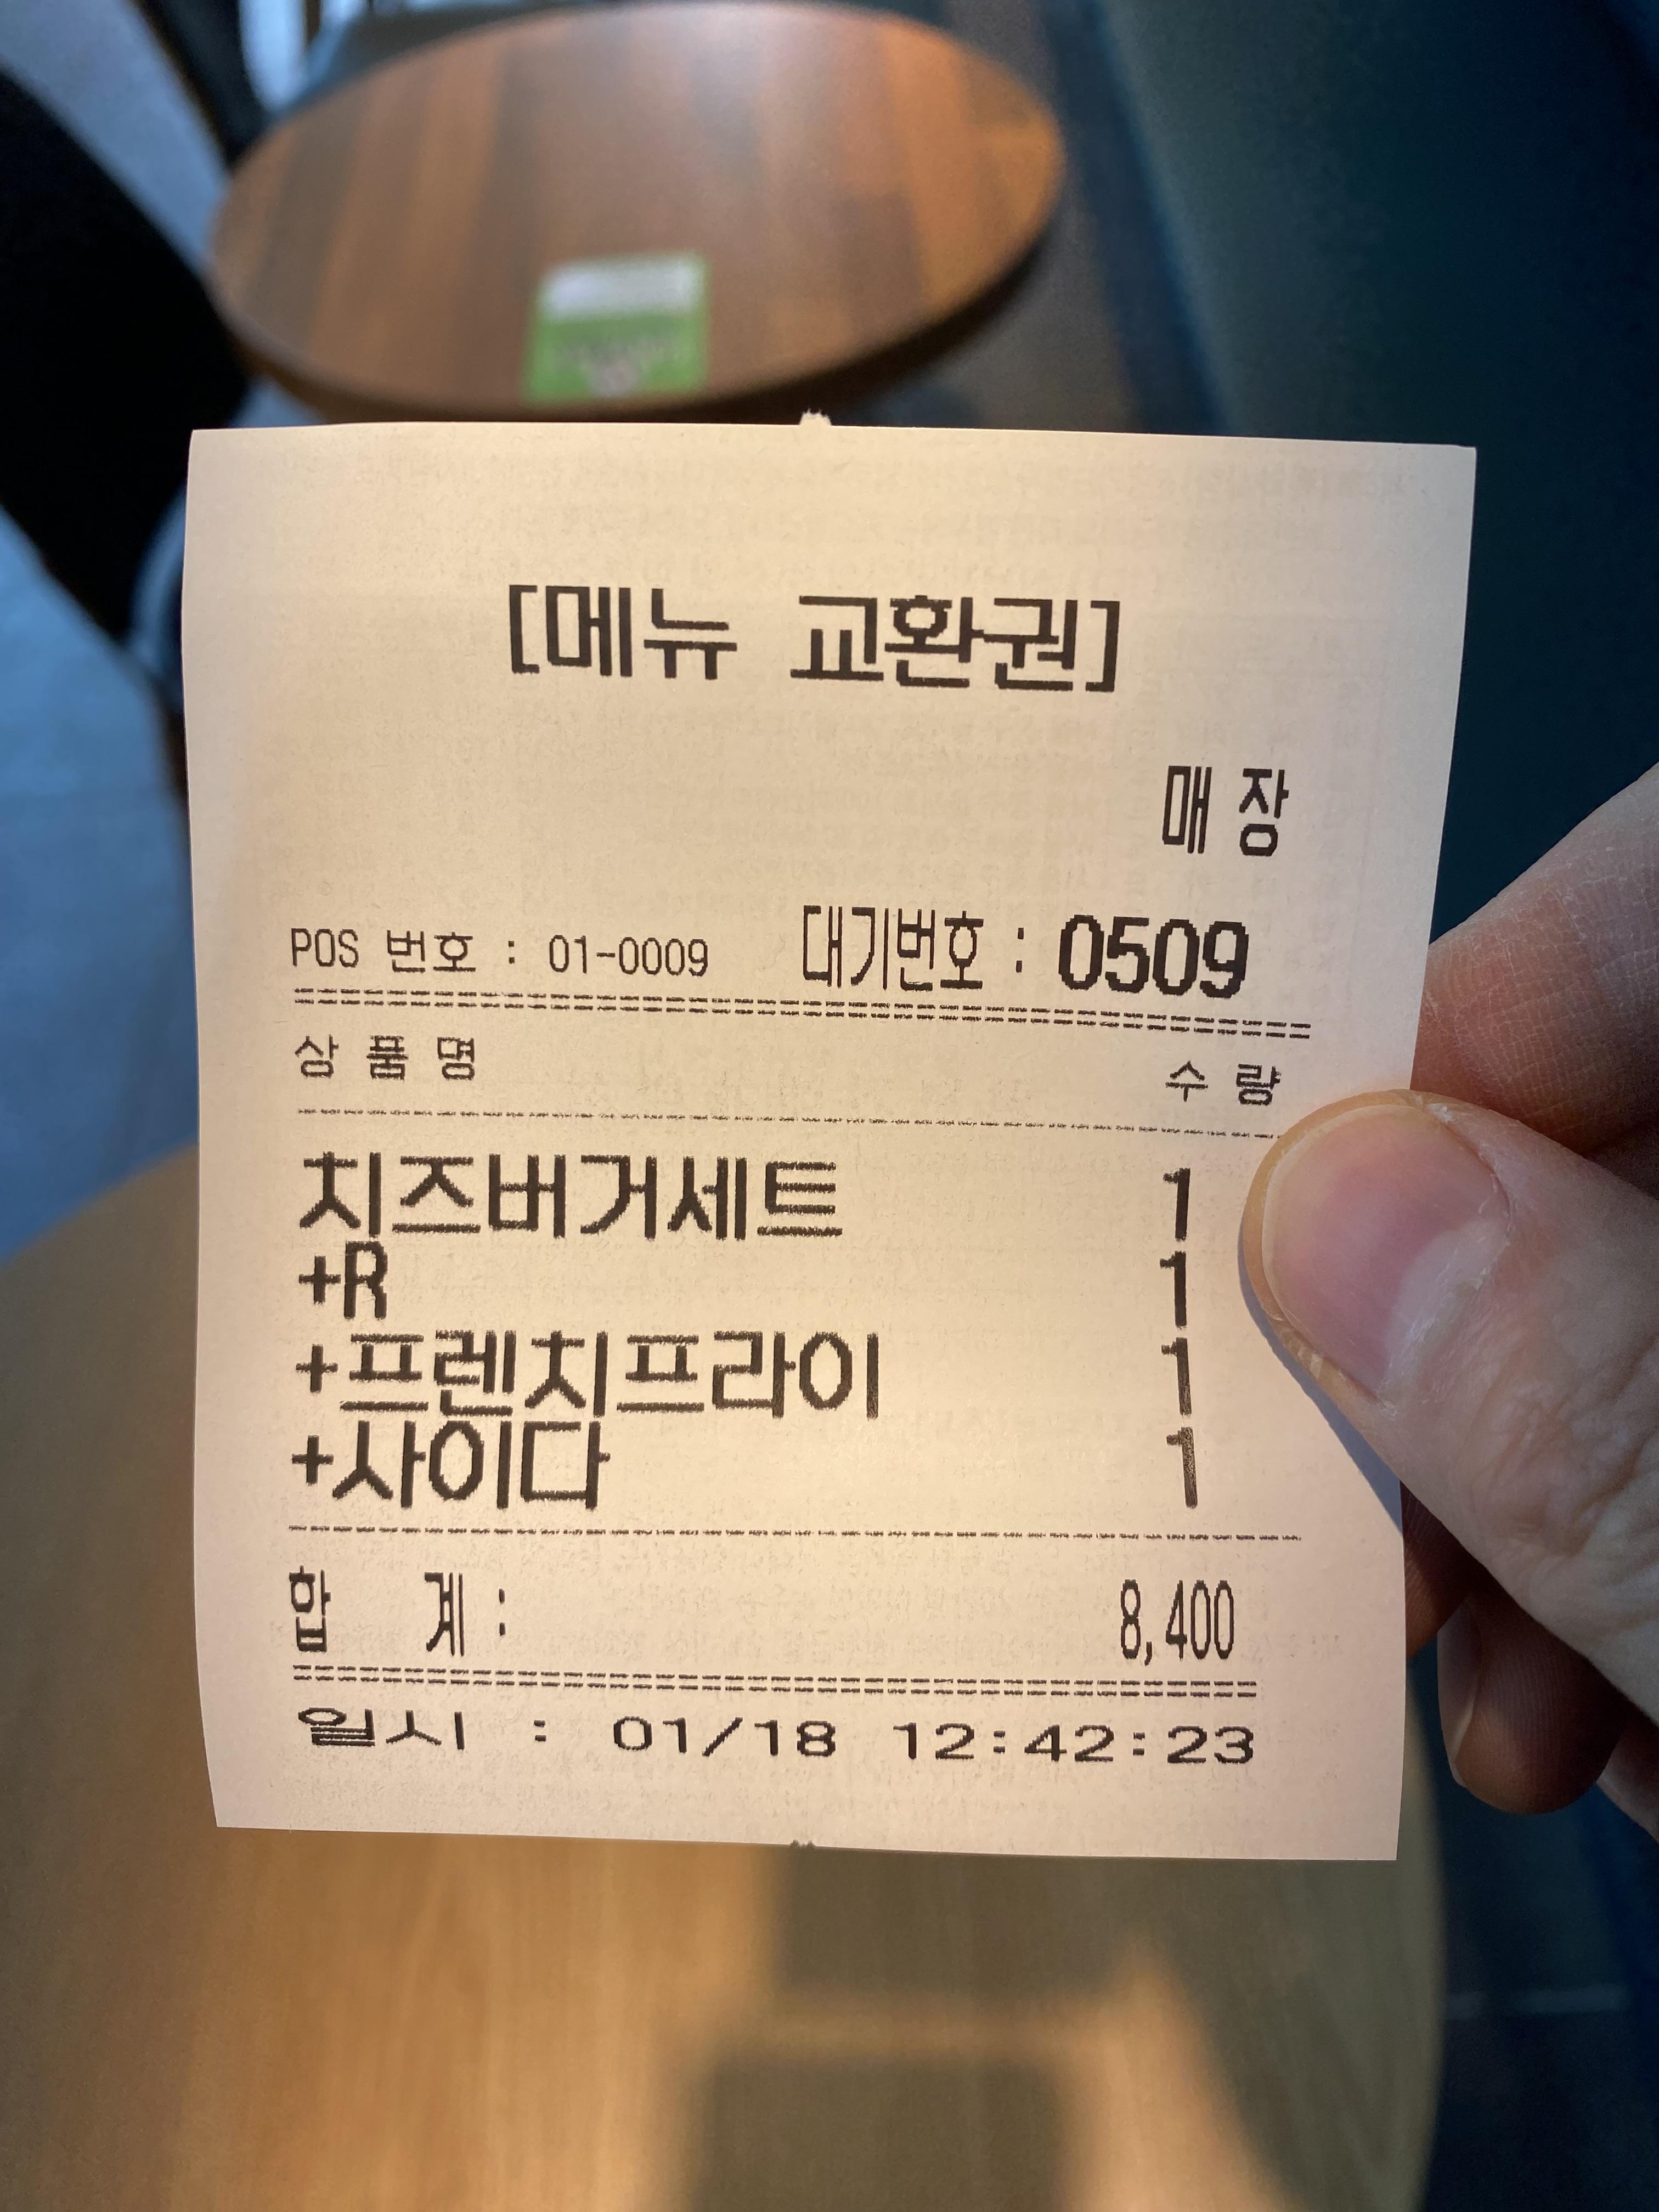 [메뉴 교환권]
매 장
POS 번호 : 01-0009 대기번호 : 0509
상 품 명 수 량
치즈버거세트 1
+R 1
+프렌치프라이 1
+사이다 1
합 계 : 8,400
일시 : 01/18 12:42:23